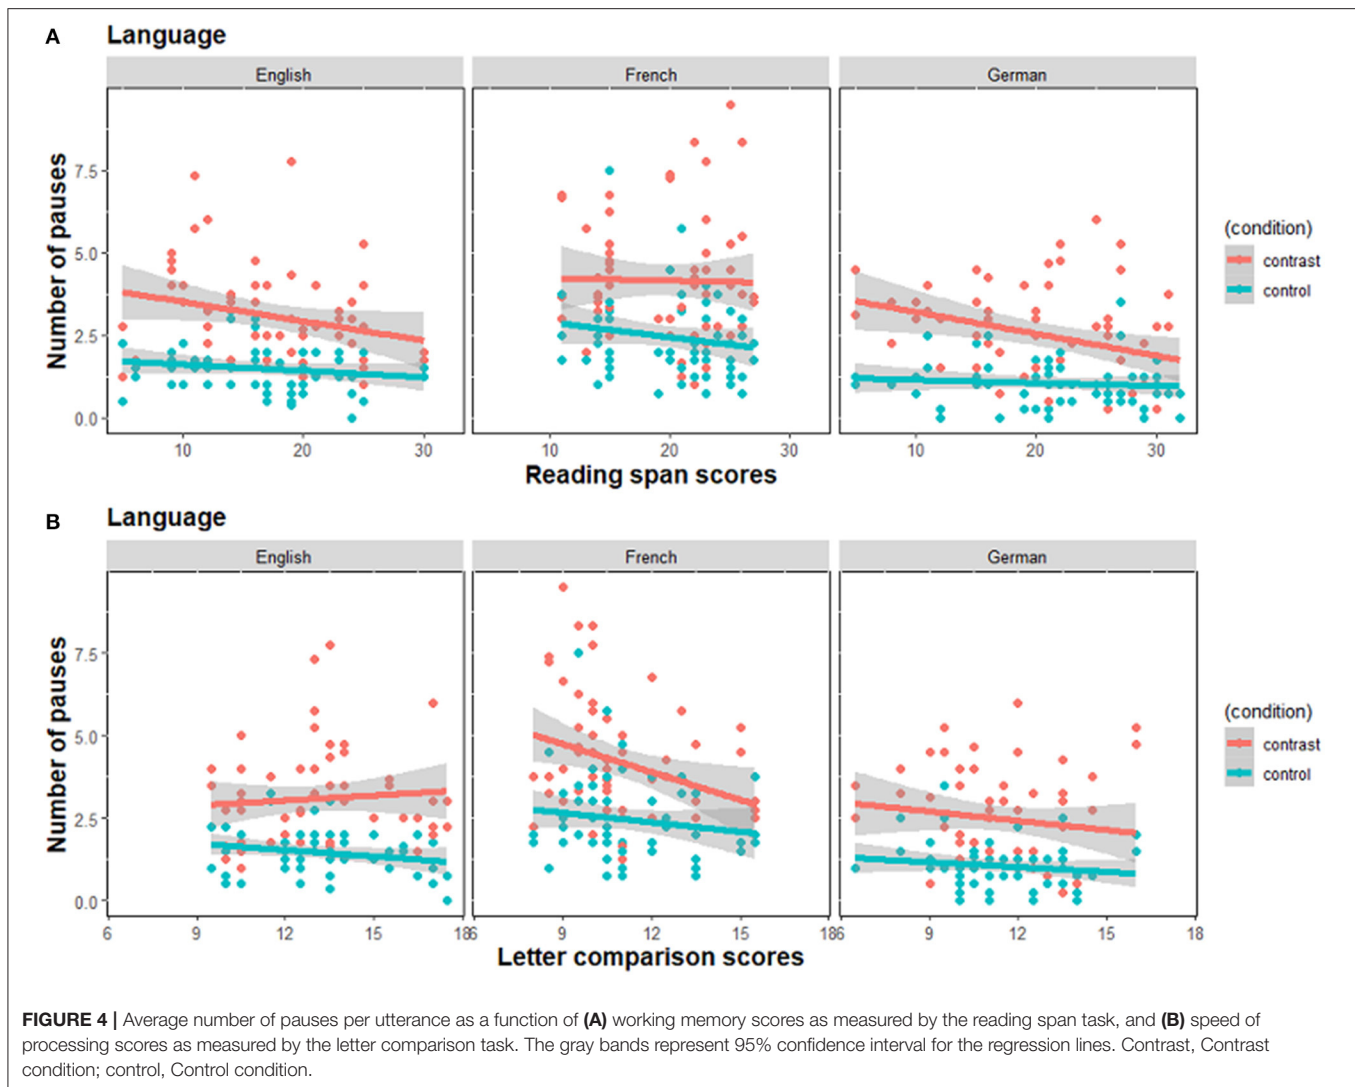 A Language
English French German
Number of pauses
7.5
5.0
2.5
0.0
10 20 30 10 20 30 10 20 30
Reading span scores
(condition)
contrast
control
B Language
English French German
Number of pauses
7.5
5.0
2.5
0.0
6 9 12 15 18 6 9 12 15 18 6 9 12 15 18
Letter comparison scores
(condition)
contrast
control
FIGURE 4 | Average number of pauses per utterance as a function of (A) working memory scores as measured by the reading span task, and (B) speed of
processing scores as measured by the letter comparison task. The gray bands represent 95% confidence interval for the regression lines. Contrast, Contrast
condition; control, Control condition.